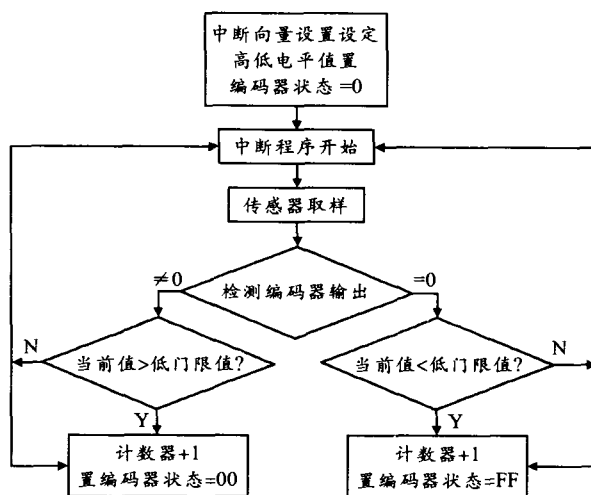 中断向量设置设定
高低电平值置
编码器状态=0
中断程序开始
传感器取样
≠0
=0
检测编码器输出
N
当前值>低门限值?
当前值<低门限值?
N
Y
Y
计数器+1
置编码器状态=00
计数器+1
置编码器状态=FF